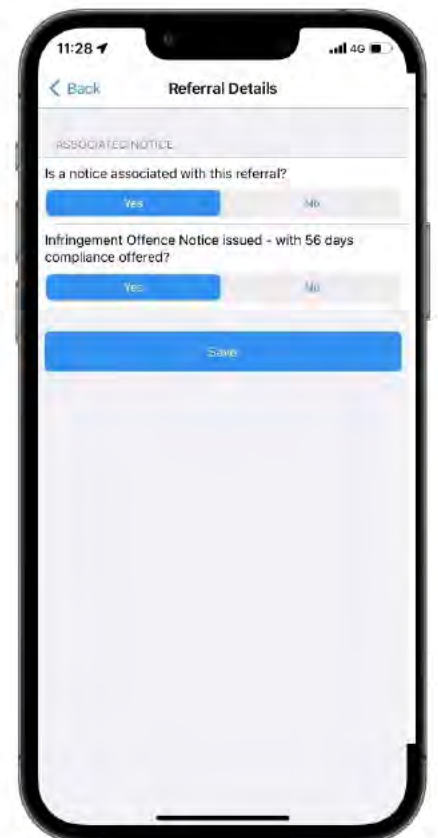 11:28
4G
Back
Referral Details
ASSOCIATED NOTICE
Is a notice associated with this referral?
Yes
No
Infringement Offence Notice issued - with 56 days
compliance offered?
Yes
No
Save